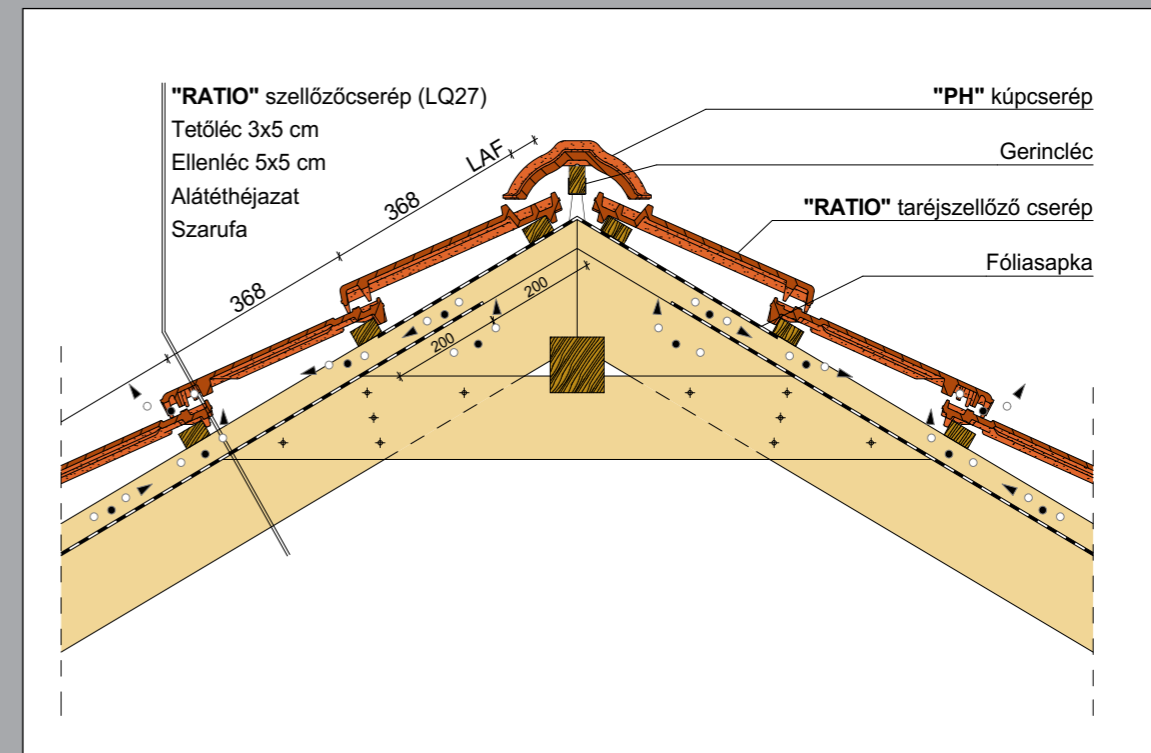 "RATIO" szellőzőcserép (LQ27)
Tetőléc 3x5 cm
Ellenléc 5x5 cm
Alátéthéjazat
Szarufa
"PH" kúpcserép
Gerincléc
"RATIO" taréjszellőző cserép
Fóliasapka
LAF
368
368
200
200